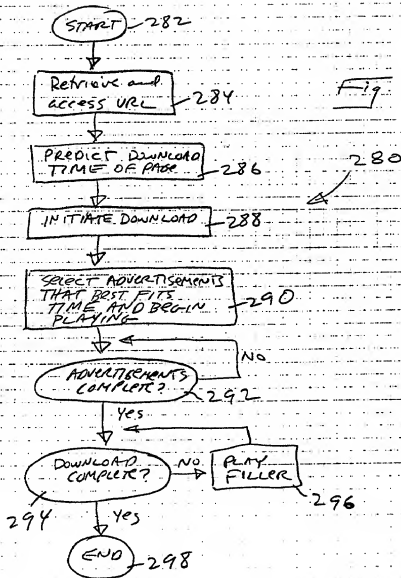 START 282
Retrieve and
access URL 284
Fig
PREDICT DOWNLOAD
TIME OF PAGE 286
280
INITIATE DOWNLOAD 288
SELECT ADVERTISEMENTS
THAT BEST FITS
TIME AND BEGIN
PLAYING 290
NO
ADVERTISEMENTS
COMPLETE? 292
Yes
DOWNLOAD
COMPLETE? 294
NO
PLAY
FILLER 296
Yes
END 298